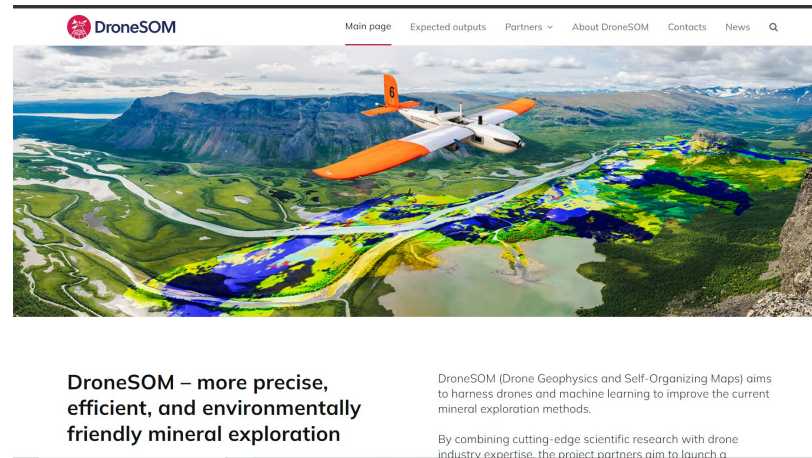 DroneSOM
Main page
Expected outputs
Partners
About DroneSOM
Contacts
News
6
DroneSOM – more precise,
efficient, and environmentally
friendly mineral exploration
DroneSOM (Drone Geophysics and Self-Organizing Maps) aims
to harness drones and machine learning to improve the current
mineral exploration methods.
By combining cutting-edge scientific research with drone
industry expertise, the project partners aim to launch a